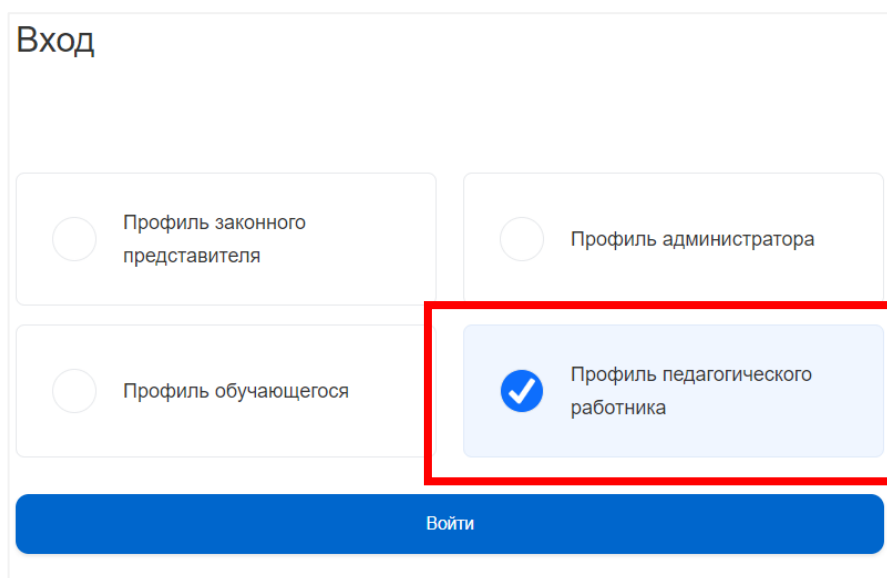 Вход
Профиль законного
представителя
Профиль администратора
Профиль обучающегося
Профиль педагогического
работника
Войти